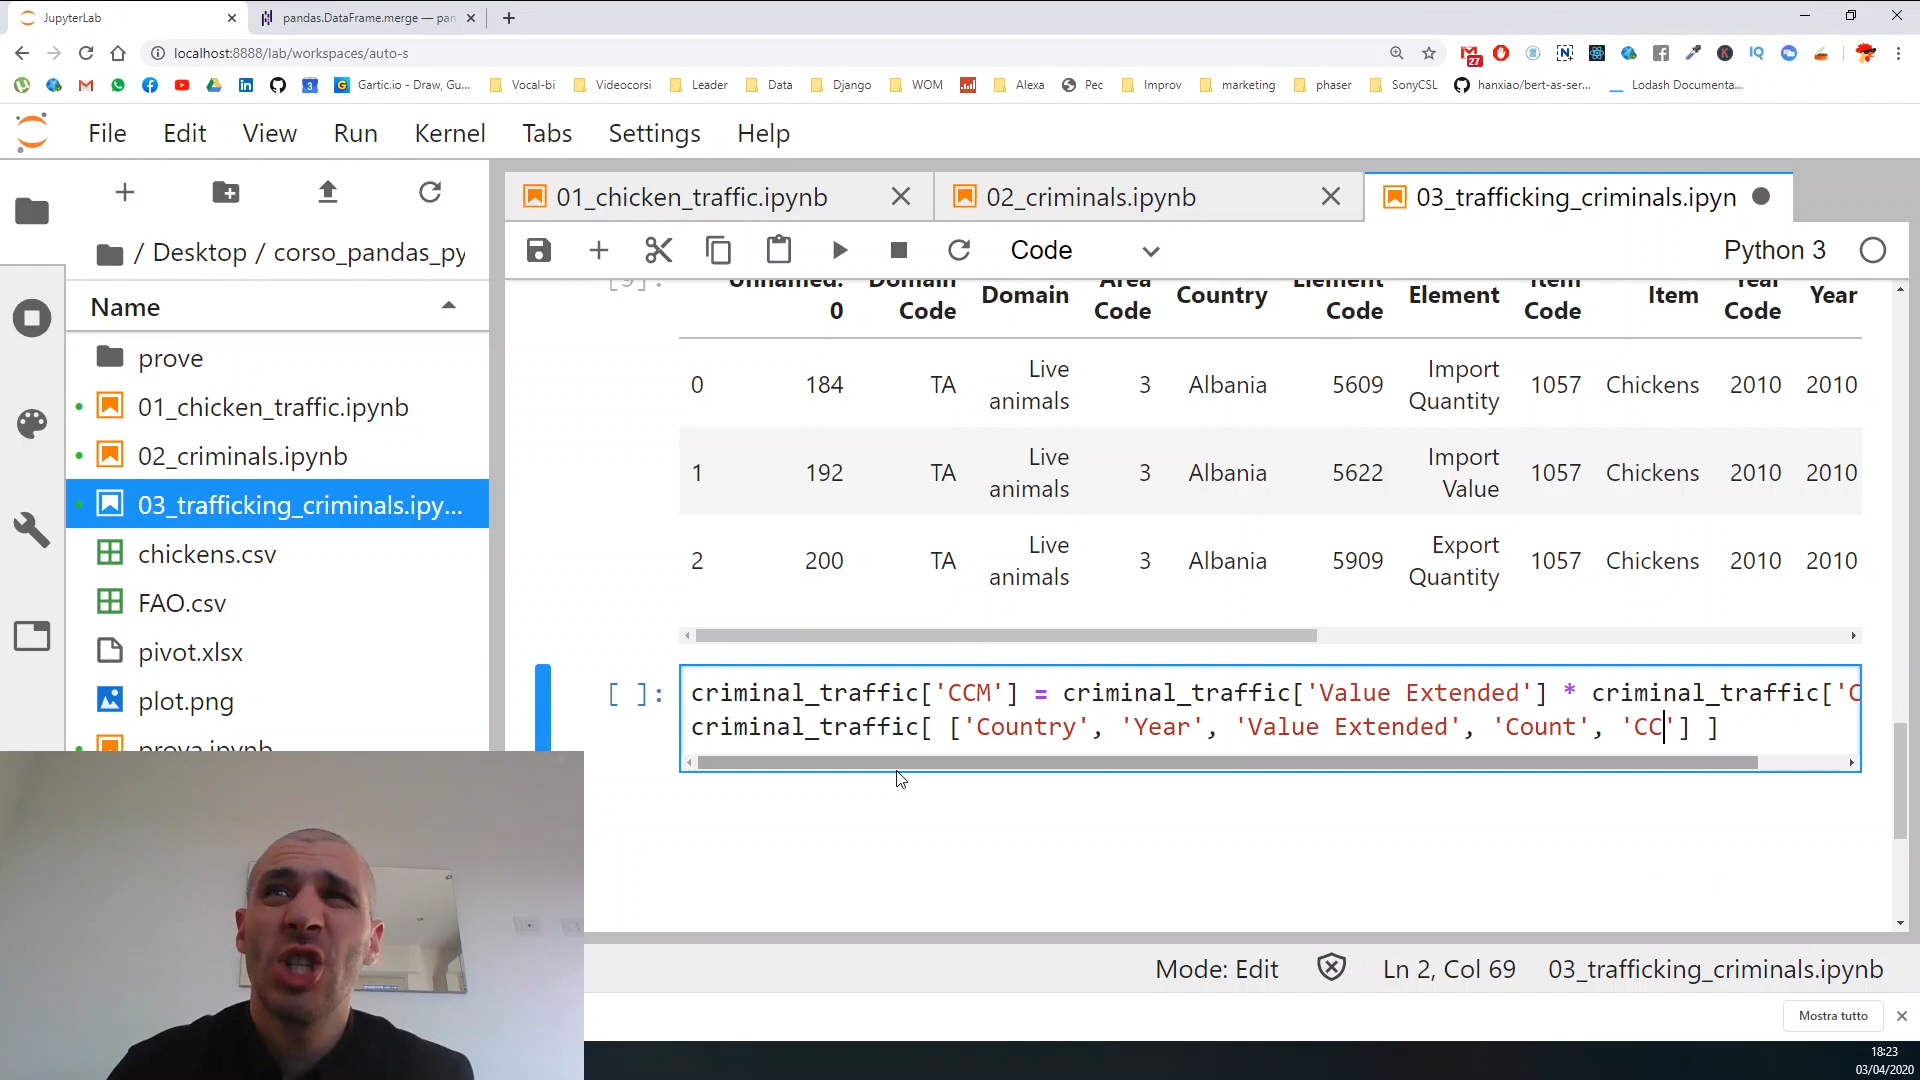 JupyterLab
pandas.DataFrame.merge — pan
localhost:8888/lab/workspaces/auto-s
27
3 Gartic.io - Draw, Gu... Vocal-bi Videocorsi Leader Data Django WOM Alexa Pec Improv marketing phaser SonyCSL hanxiao/bert-as-ser... Lodash Documenta...
File Edit View Run Kernel Tabs Settings Help
01_chicken_traffic.ipynb 02_criminals.ipynb 03_trafficking_criminals.ipyn
Code Python 3
/ Desktop / corso_pandas_py
Name
prove
01_chicken_traffic.ipynb
02_criminals.ipynb
03_trafficking_criminals.ipy...
chickens.csv
FAO.csv
pivot.xlsx
plot.png
prova.ipynb
[9]: Unnamed: 0 Domain Code Domain Area Code Country Element Code Element Item Code Item Year Code Year
0 184 TA Live animals 3 Albania 5609 Import Quantity 1057 Chickens 2010 2010
1 192 TA Live animals 3 Albania 5622 Import Value 1057 Chickens 2010 2010
2 200 TA Live animals 3 Albania 5909 Export Quantity 1057 Chickens 2010 2010
[ ]: criminal_traffic['CCM'] = criminal_traffic['Value Extended'] * criminal_traffic['C
criminal_traffic[ ['Country', 'Year', 'Value Extended', 'Count', 'CC'] ]
Mode: Edit Ln 2, Col 69 03_trafficking_criminals.ipynb
Mostra tutto
18:23
03/04/2020